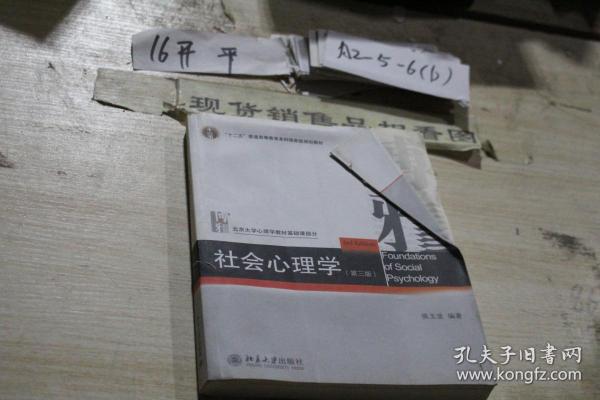 16开 平
A2-5-6(b)
现货销售品相看图
"十二五"普通高等教育本科国家级规划教材
北京大学心理学教材基础课部分
3rd Edition
社会心理学(第三版)
Foundations
of Social
Psychology
侯玉波 编著
北京大学出版社
PEKING UNIVERSITY PRESS
孔夫子旧书网
www.kongfz.com